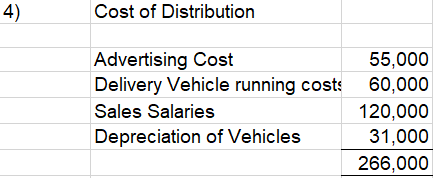 4) Cost of Distribution
Advertising Cost 55,000
Delivery Vehicle running costs 60,000
Sales Salaries 120,000
Depreciation of Vehicles 31,000
266,000